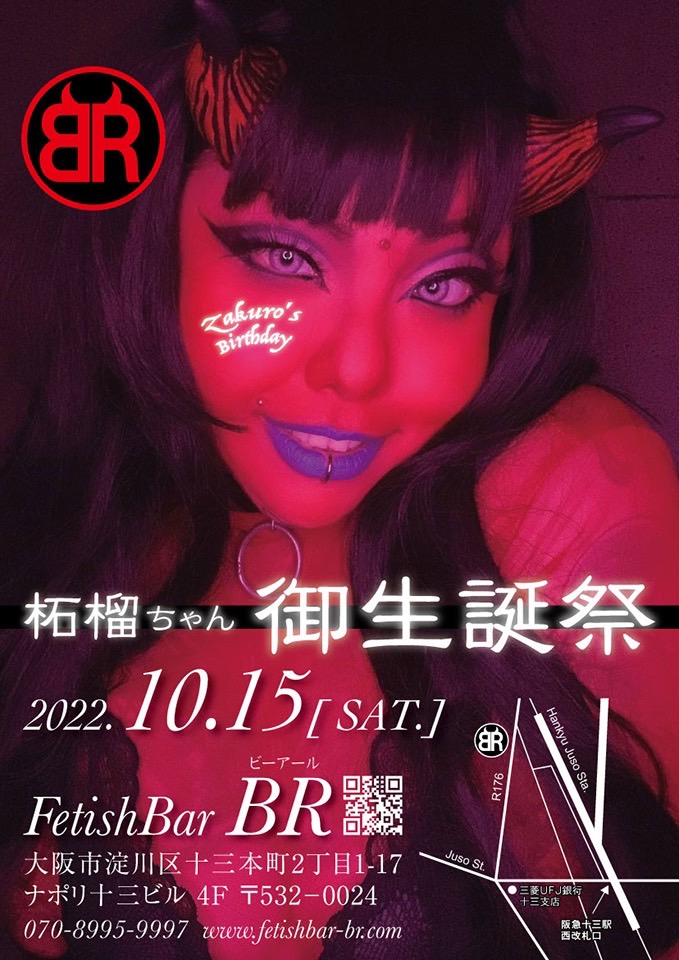 BR
Zakuro's
Birthday
柘榴ちゃん 御生誕祭
2022. 10.15 [ SAT. ]
ビーアール
FetishBar BR
大阪市淀川区十三本町2丁目1-17
ナポリ十三ビル 4F 〒532-0024
070-8995-9997 www.fetishbar-br.com
BR
R176
Hankyu Juso Sta.
Juso St.
三菱UFJ銀行
十三支店
阪急十三駅
西改札口